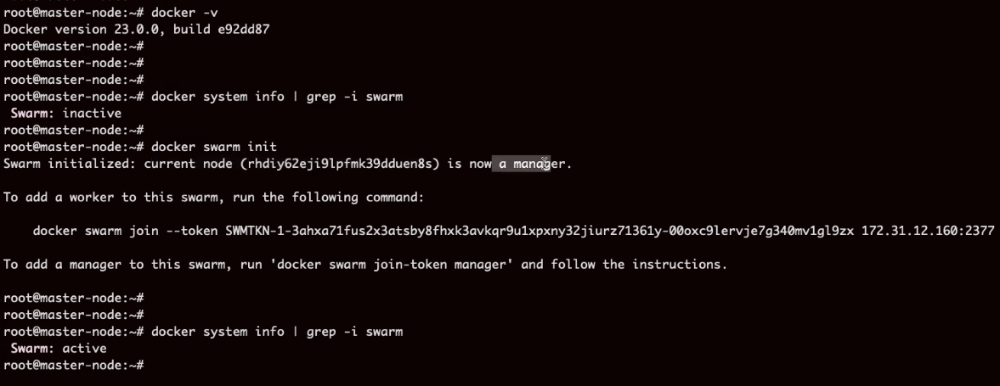 root@master-node:~# docker -v
Docker version 23.0.0, build e92dd87
root@master-node:~#
root@master-node:~#
root@master-node:~#
root@master-node:~# docker system info | grep -i swarm
 Swarm: inactive
root@master-node:~#
root@master-node:~# docker swarm init
Swarm initialized: current node (rhdiy62eji9lpfmk39dduen8s) is now a manager.

To add a worker to this swarm, run the following command:

    docker swarm join --token SWMTKN-1-3ahxa71fus2x3atsby8fhxk3avkqr9u1xpxny32jiurz71361y-00oxc9lervje7g340mv1gl9zx 172.31.12.160:2377

To add a manager to this swarm, run 'docker swarm join-token manager' and follow the instructions.

root@master-node:~#
root@master-node:~#
root@master-node:~# docker system info | grep -i swarm
 Swarm: active
root@master-node:~#